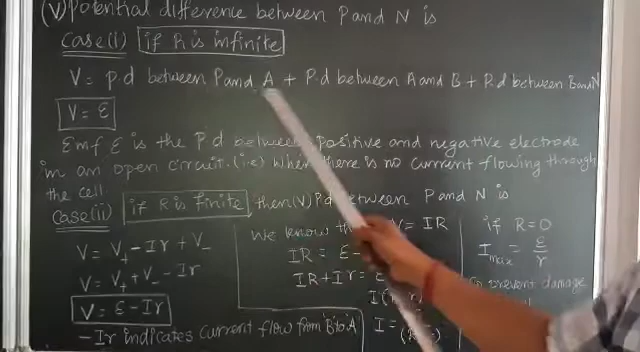 (V) Potential difference between P and N is
Case(i) if R is infinite
V = P.d between P and A + P.d between A and B + P.d between B and N
V = ε
Emf ε is the P.d between positive and negative electrode
in an open circuit. (i.e) when there is no current flowing through
the cell
Case(ii) if R is finite, then (V) P.d between P and N is
V = V₊ - Ir + V₋
V = V₊ + V₋ - Ir
V = ε - Ir
- Ir indicates current flow from B to A
We know V = IR
IR = ε -
IR + Ir = ε
I(
I =
if R = 0
I max = ε/r
To prevent damage